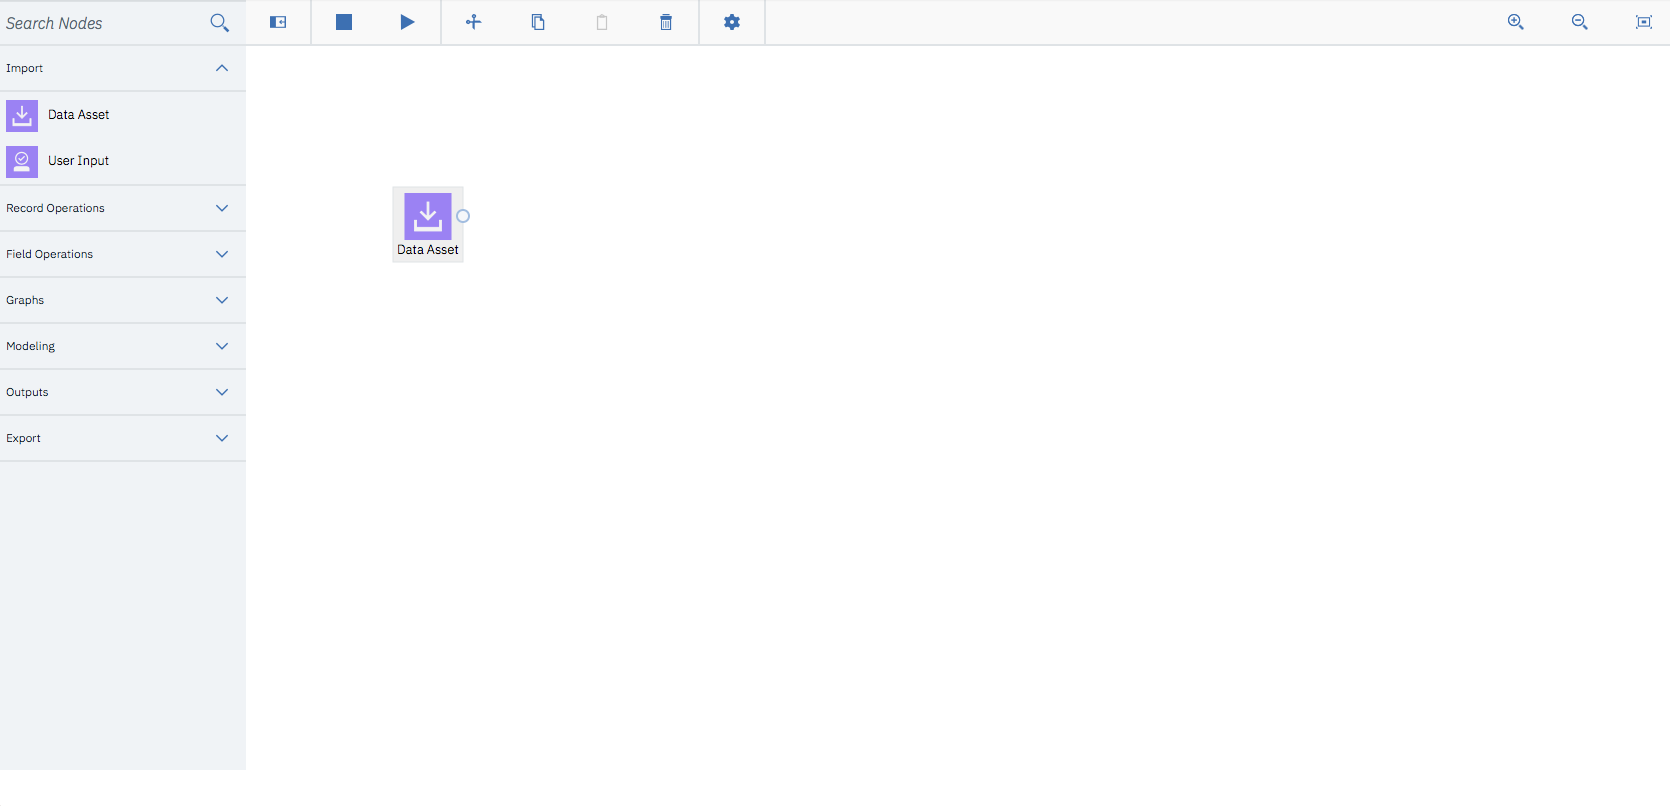 Search Nodes
Import
Data Asset
User Input
Record Operations
Field Operations
Graphs
Modeling
Outputs
Export
Data Asset